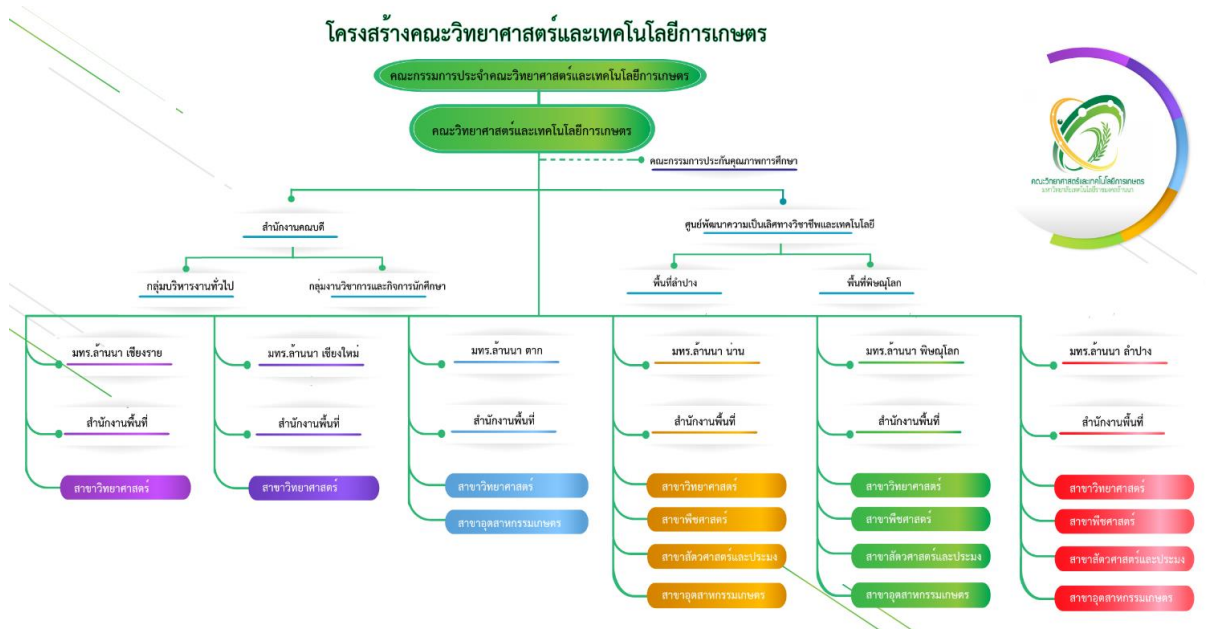 โครงสร้างคณะวิทยาศาสตร์และเทคโนโลยีการเกษตร
คณะกรรมการประจำคณะวิทยาศาสตร์และเทคโนโลยีการเกษตร
คณะวิทยาศาสตร์และเทคโนโลยีการเกษตร
คณะกรรมการประกันคุณภาพการศึกษา
คณะวิทยาศาสตร์และเทคโนโลยีการเกษตร
มหาวิทยาลัยเทคโนโลยีราชมงคลล้านนา
สำนักงานคณบดี
ศูนย์พัฒนาความเป็นเลิศทางวิชาชีพและเทคโนโลยี
กลุ่มบริหารงานทั่วไป
กลุ่มงานวิชาการและกิจการนักศึกษา
พื้นที่ลำปาง
พื้นที่พิษณุโลก
มทร.ล้านนา เชียงราย
มทร.ล้านนา เชียงใหม่
มทร.ล้านนา ตาก
มทร.ล้านนา น่าน
มทร.ล้านนา พิษณุโลก
มทร.ล้านนา ลำปาง
สำนักงานพื้นที่
สำนักงานพื้นที่
สำนักงานพื้นที่
สำนักงานพื้นที่
สำนักงานพื้นที่
สำนักงานพื้นที่
สาขาวิทยาศาสตร์
สาขาวิทยาศาสตร์
สาขาวิทยาศาสตร์
สาขาวิทยาศาสตร์
สาขาวิทยาศาสตร์
สาขาวิทยาศาสตร์
สาขาอุตสาหกรรมเกษตร
สาขาพืชศาสตร์
สาขาพืชศาสตร์
สาขาพืชศาสตร์
สาขาสัตวศาสตร์และประมง
สาขาสัตวศาสตร์และประมง
สาขาสัตวศาสตร์และประมง
สาขาอุตสาหกรรมเกษตร
สาขาอุตสาหกรรมเกษตร
สาขาอุตสาหกรรมเกษตร